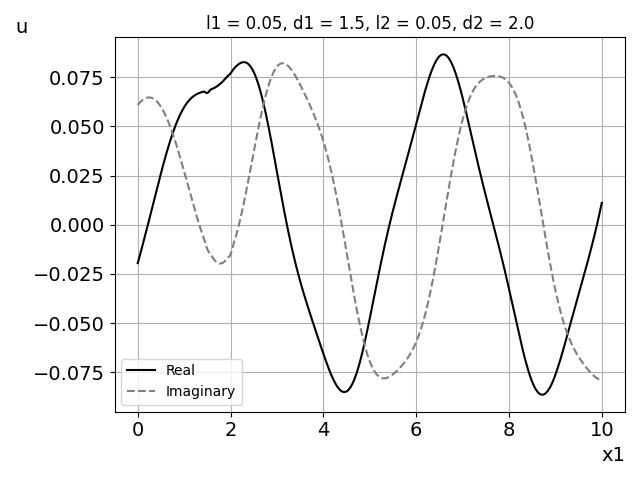 l1 = 0.05, d1 = 1.5, l2 = 0.05, d2 = 2.0
u
0.075
0.050
0.025
0.000
−0.025
−0.050
−0.075
Real
Imaginary
0 2 4 6 8 10
x1